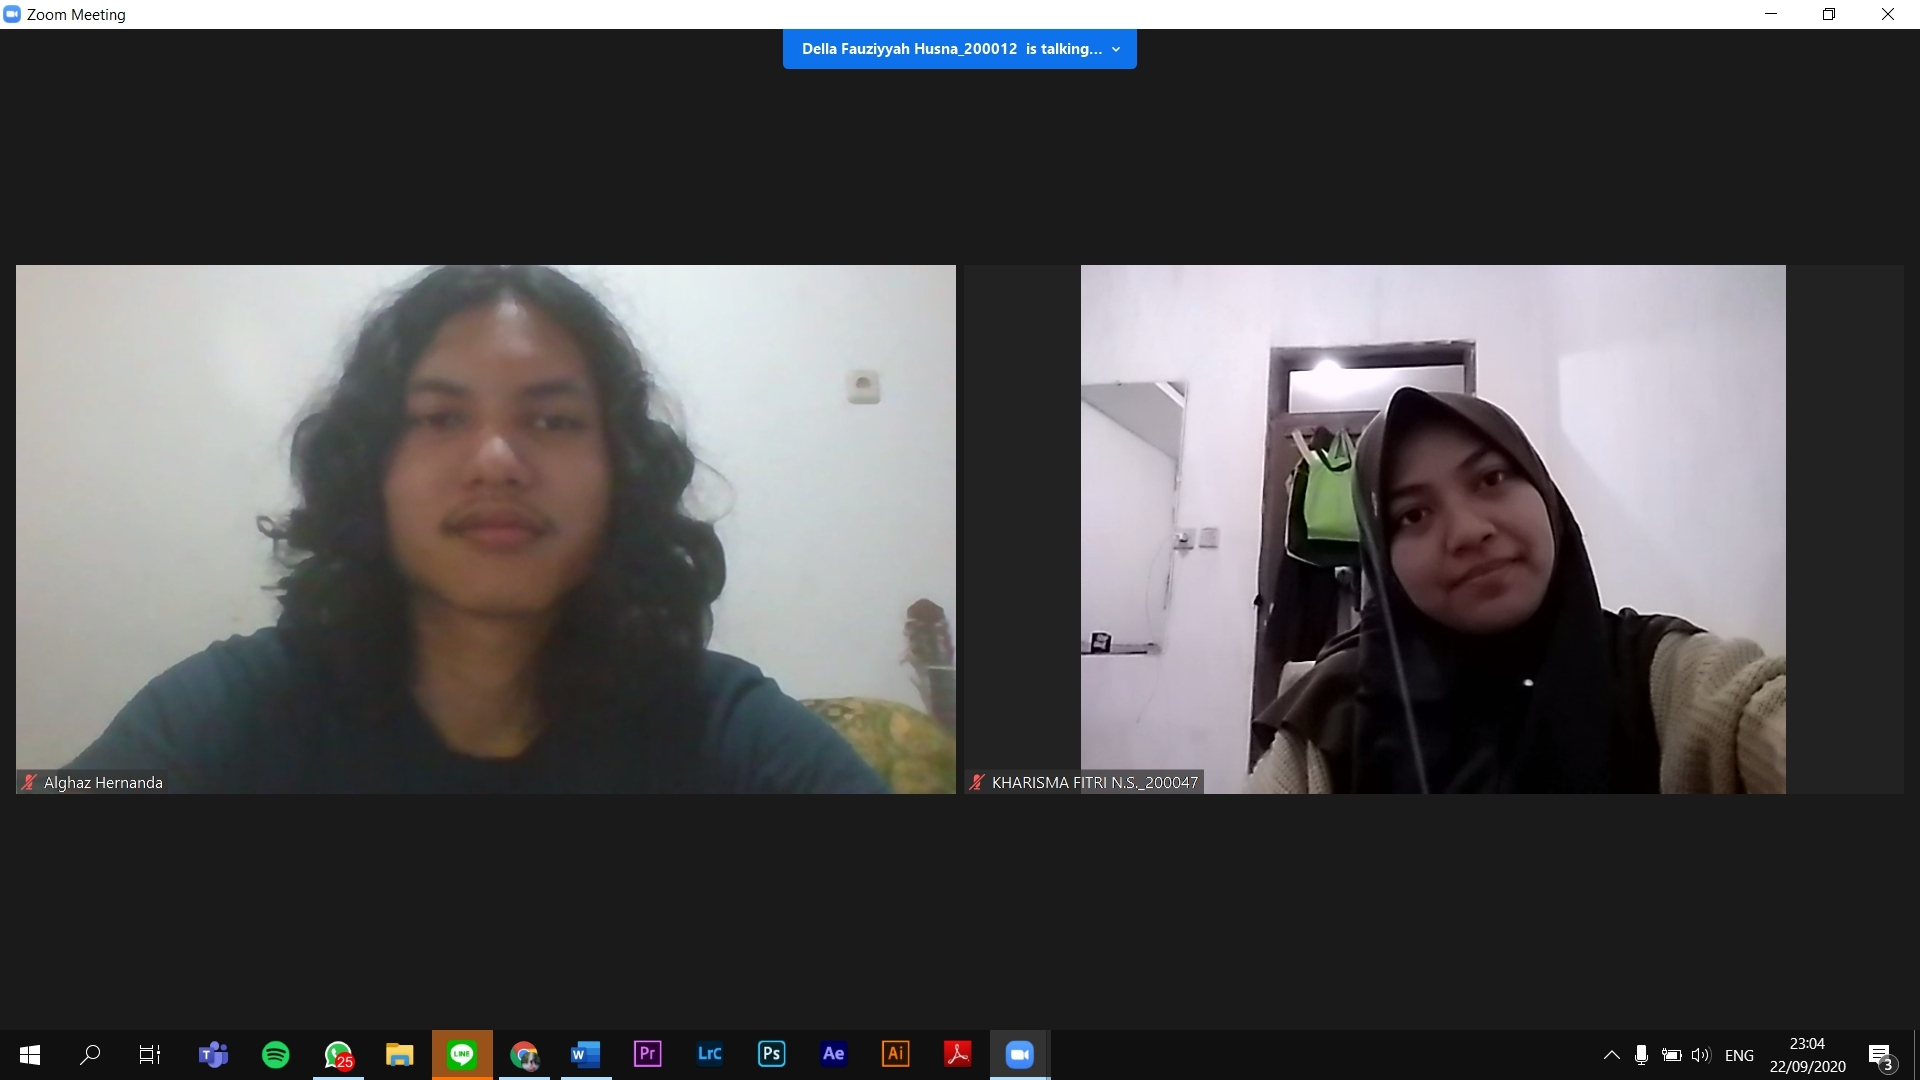 Zoom Meeting
Della Fauziyyah Husna_200012 is talking...
Alghaz Hernanda
KHARISMA FITRI N.S._200047
T
25
LINE
W
Pr
LrC
Ps
Ae
Ai
ENG
23:04
22/09/2020
3